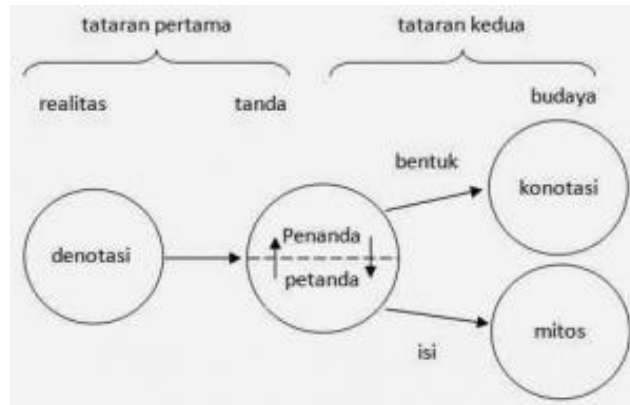 tataran pertama
tataran kedua
realitas
tanda
budaya
bentuk
konotasi
denotasi
Penanda
petanda
isi
mitos